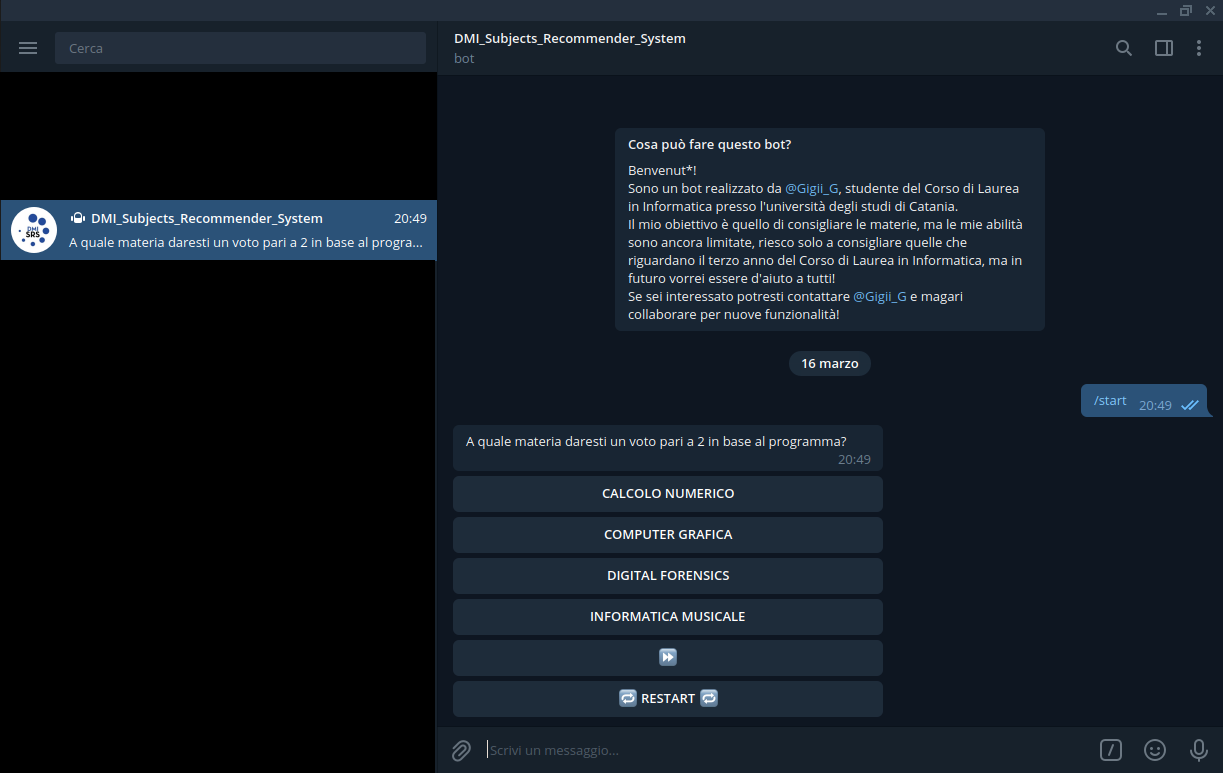 Cerca
DMI_Subjects_Recommender_System
bot
DMI
SRS
DMI_Subjects_Recommender_System 20:49
A quale materia daresti un voto pari a 2 in base al progra...
Cosa può fare questo bot?
Benvenut*!
Sono un bot realizzato da @Gigii_G, studente del Corso di Laurea
in Informatica presso l'università degli studi di Catania.
Il mio obiettivo è quello di consigliare le materie, ma le mie abilità
sono ancora limitate, riesco solo a consigliare quelle che
riguardano il terzo anno del Corso di Laurea in Informatica, ma in
futuro vorrei essere d'aiuto a tutti!
Se sei interessato potresti contattare @Gigii_G e magari
collaborare per nuove funzionalità!
16 marzo
/start 20:49
A quale materia daresti un voto pari a 2 in base al programma?
20:49
CALCOLO NUMERICO
COMPUTER GRAFICA
DIGITAL FORENSICS
INFORMATICA MUSICALE
RESTART
Scrivi un messaggio...